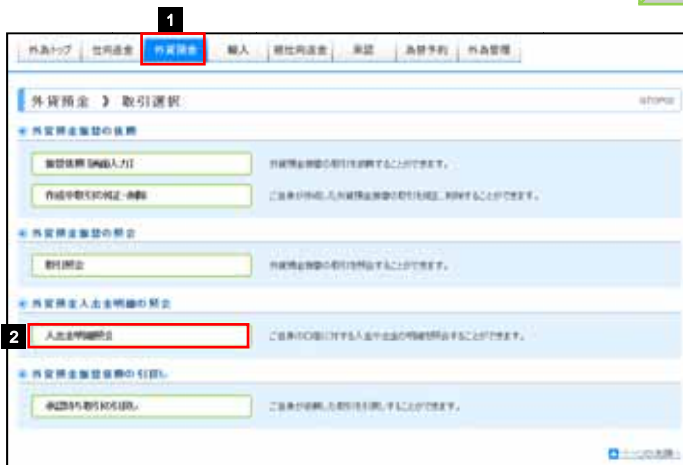 1
外為トップ 仕向送金 外貨預金 輸入 被仕向送金 承認 為替予約 外為管理
外貨預金 》 取引選択
外貨預金振替の依頼
振替依頼[画面入力]
外貨預金振替の取引を依頼することができます。
作成中取引の修正・削除
ご自身が作成した外貨預金振替の取引を修正、削除することができます。
外貨預金振替の照会
取引照会
外貨預金振替の取引を照会することができます。
外貨預金入出金明細の照会
2
入出金明細照会
ご自身の口座に対する入金や出金の明細を照会することができます。
外貨預金振替依頼の引戻し
承認待ち取引の引戻し
ご自身が依頼した取引を引戻しすることができます。